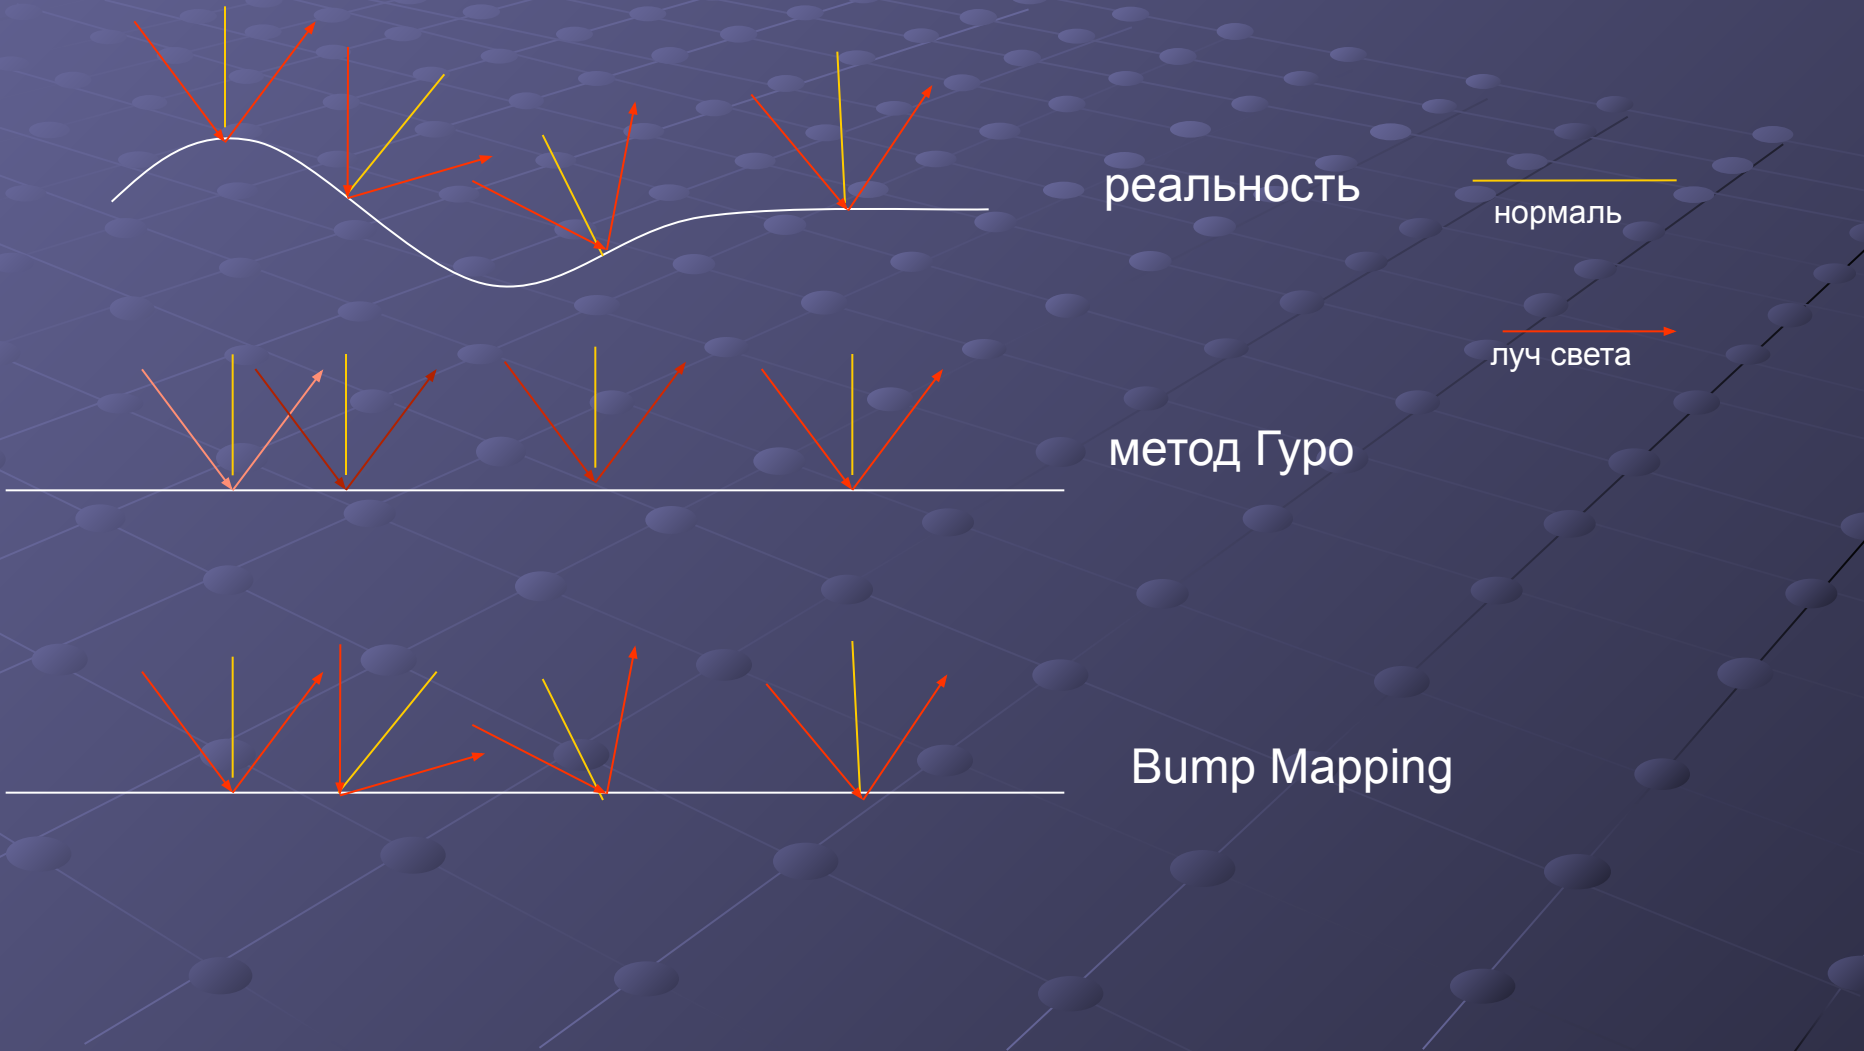 реальность
нормаль
луч света
метод Гуро
Bump Mapping